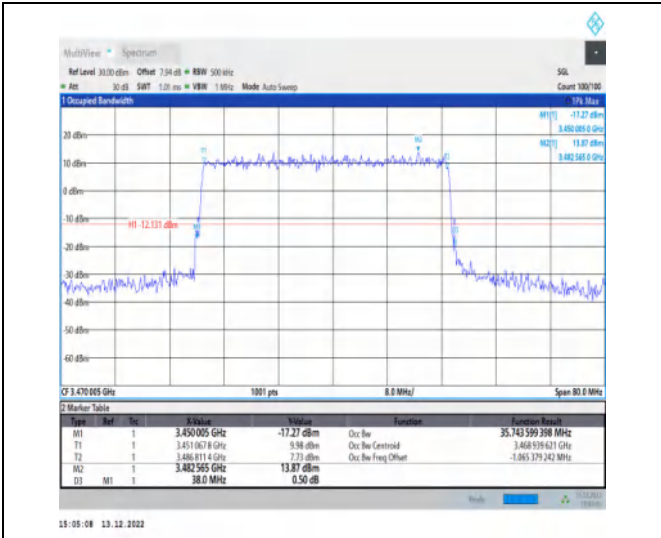 MultiView Spectrum
Ref Level 30.00 dBm Offset 7.94 dB RBW 500 kHz SGL
Att 30 dB SWT 1.01 ms VBW 1 MHz Mode Auto Sweep Count 100/100
1 Occupied Bandwidth 1Pk Max
M1[1] -17.27 dBm
3.450 005 0 GHz
M2[1] 13.87 dBm
3.482 565 0 GHz
20 dBm
M2
T1
10 dBm
0 dBm
-10 dBm
H1 -12.131 dBm
M1
D3
-20 dBm
-30 dBm
-40 dBm
-50 dBm
-60 dBm
CF 3.470 005 GHz 1001 pts 8.0 MHz/ Span 80.0 MHz
2 Marker Table
Type Ref Trc X-Value Y-Value Function Function Result
M1 1 3.450 005 GHz -17.27 dBm Occ Bw 35.743 599 398 MHz
T1 1 3.451 067 8 GHz 9.98 dBm Occ Bw Centroid 3.468 939 621 GHz
T2 1 3.486 811 4 GHz 7.73 dBm Occ Bw Freq Offset -1.065 379 242 MHz
M2 1 3.482 565 GHz 13.87 dBm
D3 M1 1 38.0 MHz 0.50 dB
Ready
15:05:08 13.12.2022